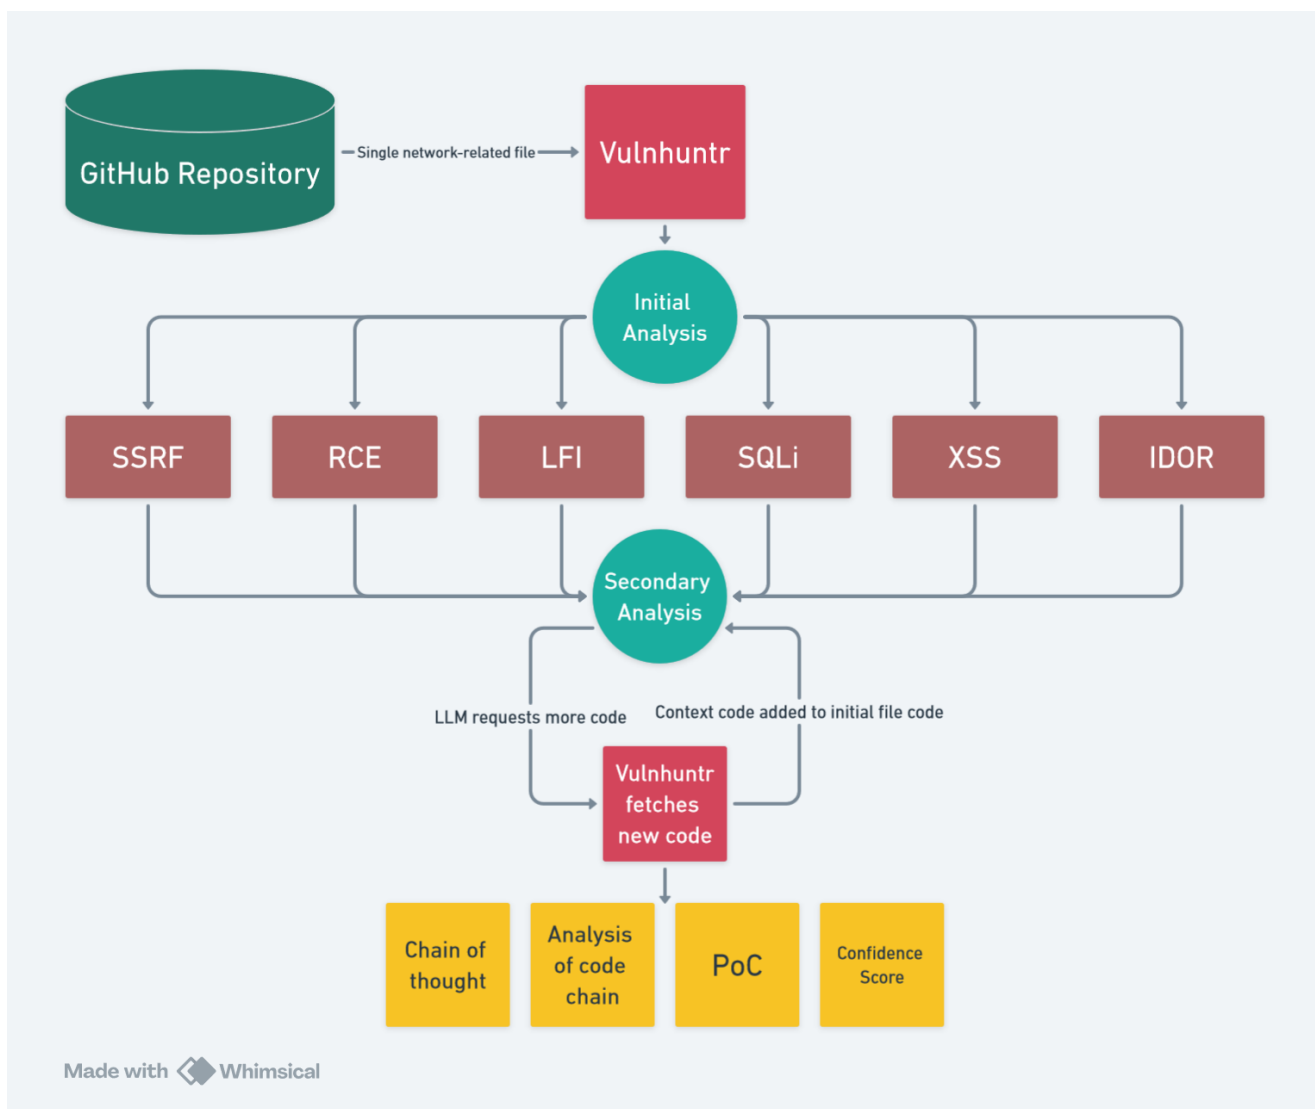 GitHub Repository
Single network-related file
Vulnhuntr
Initial
Analysis
SSRF
RCE
LFI
SQLi
XSS
IDOR
Secondary
Analysis
LLM requests more code
Context code added to initial file code
Vulnhuntr
fetches
new code
Chain of
thought
Analysis
of code
chain
PoC
Confidence
Score
Made with Whimsical